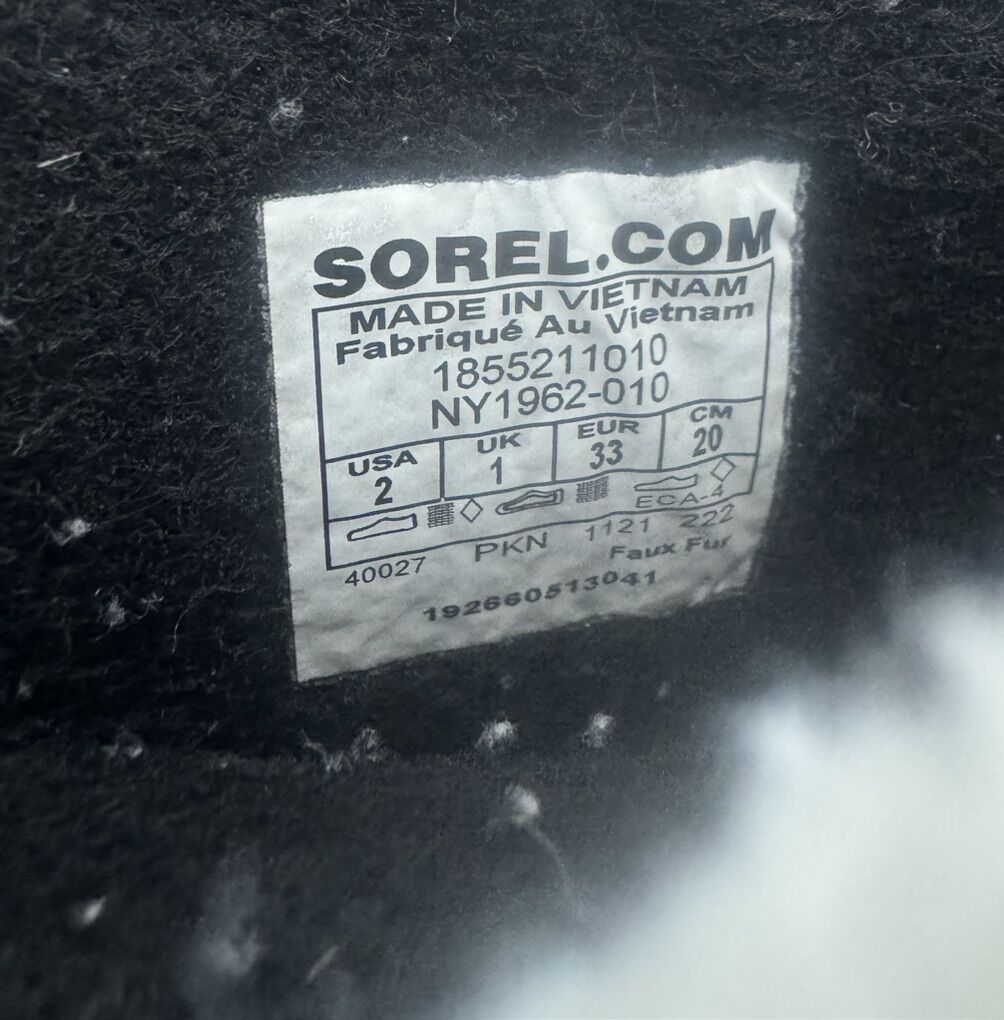 SOREL.COM
MADE IN VIETNAM
Fabriqué Au Vietnam
1855211010
NY1962-010
USA UK EUR CM
2 1 33 20
ECA-4
40027 PKN 1121 Z22
Faux Fur
192660513041